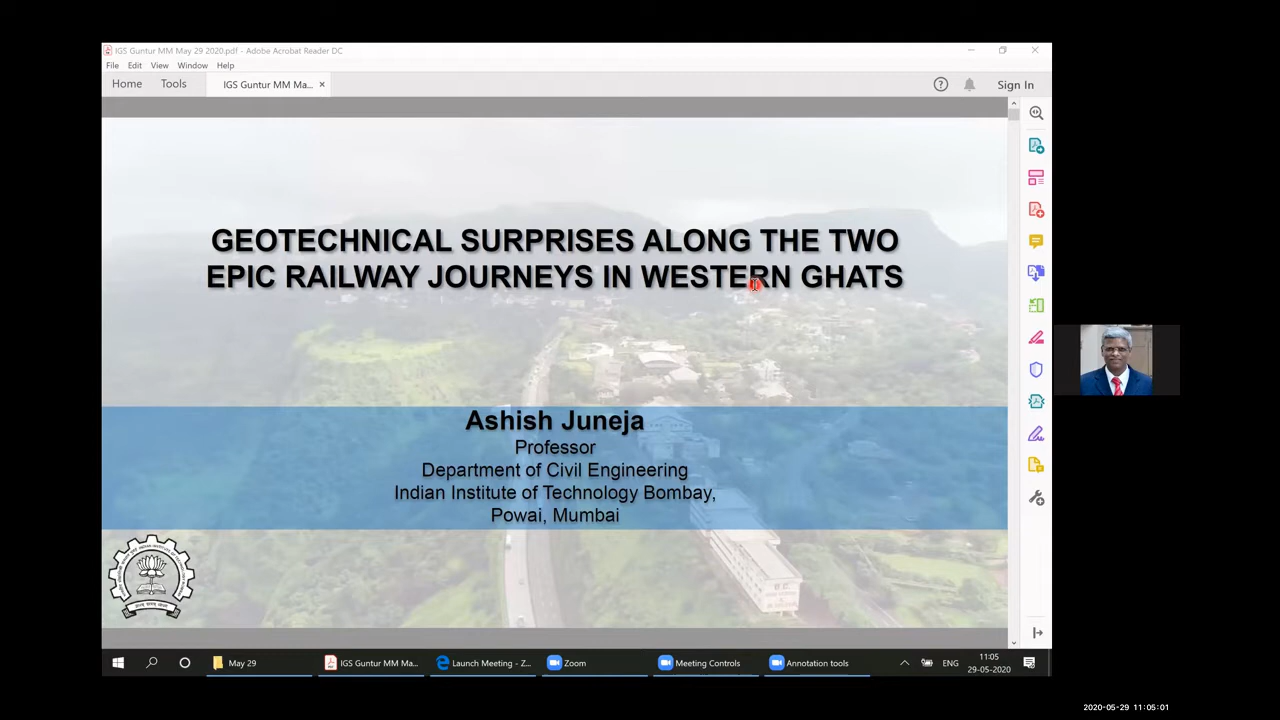 IGS Guntur MM May 29 2020.pdf - Adobe Acrobat Reader DC
File Edit View Window Help
Home Tools IGS Guntur MM Ma... × Sign In
GEOTECHNICAL SURPRISES ALONG THE TWO
EPIC RAILWAY JOURNEYS IN WESTERN GHATS
Ashish Juneja
Professor
Department of Civil Engineering
Indian Institute of Technology Bombay,
Powai, Mumbai
May 29 IGS Guntur MM Ma... Launch Meeting - Z... Zoom Meeting Controls Annotation tools ENG 11:05
29-05-2020
2020-05-29 11:05:01